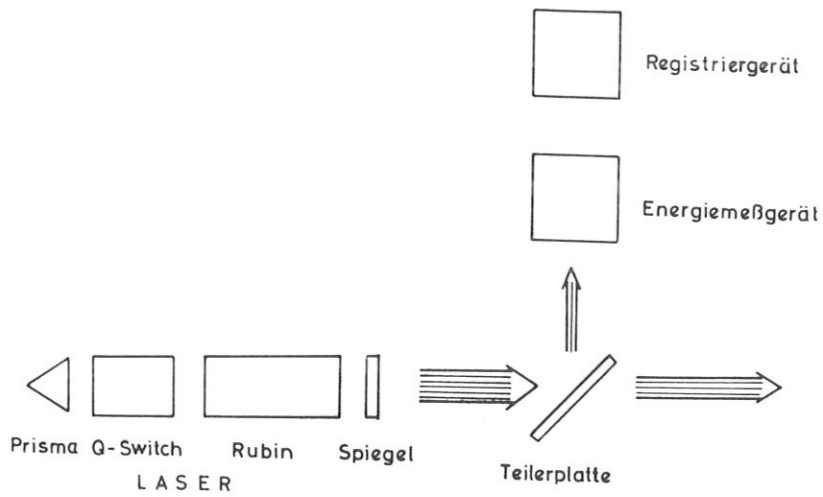 Registriergerät
Energiemeßgerät
Prisma Q-Switch Rubin Spiegel
Teilerplatte
LASER